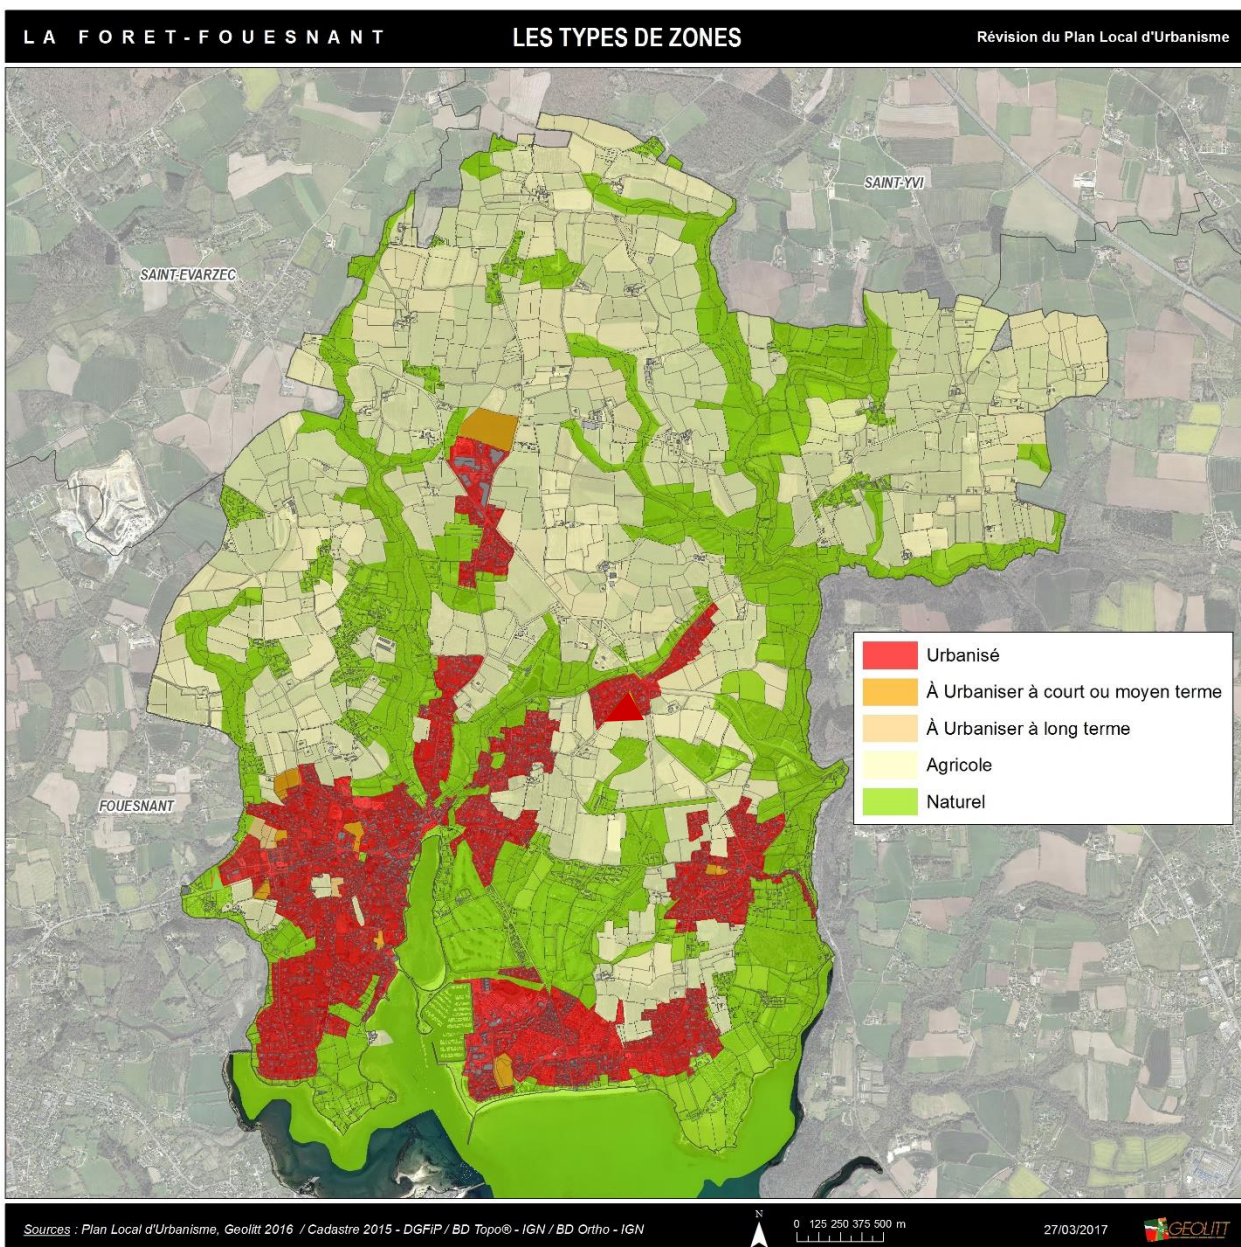 LA FORET-FOUESNANT
LES TYPES DE ZONES
Révision du Plan Local d'Urbanisme
SAINT-YVI
SAINT-EVARZEC
FOUESNANT
Urbanisé
À Urbaniser à court ou moyen terme
À Urbaniser à long terme
Agricole
Naturel
Sources : Plan Local d'Urbanisme, Geolitt 2016 / Cadastre 2015 - DGFiP / BD Topo® - IGN / BD Ortho - IGN
N
0 125 250 375 500 m
27/03/2017
GEOLITT